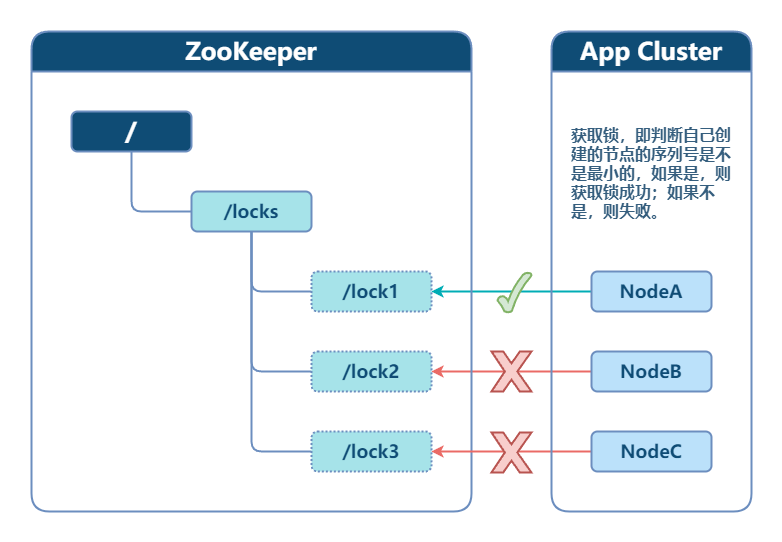 ZooKeeper
App Cluster
/
获取锁，即判断自己创
建的节点的序列号是不
是最小的，如果是，则
获取锁成功；如果不
是，则失败。
/locks
/lock1
NodeA
/lock2
NodeB
/lock3
NodeC